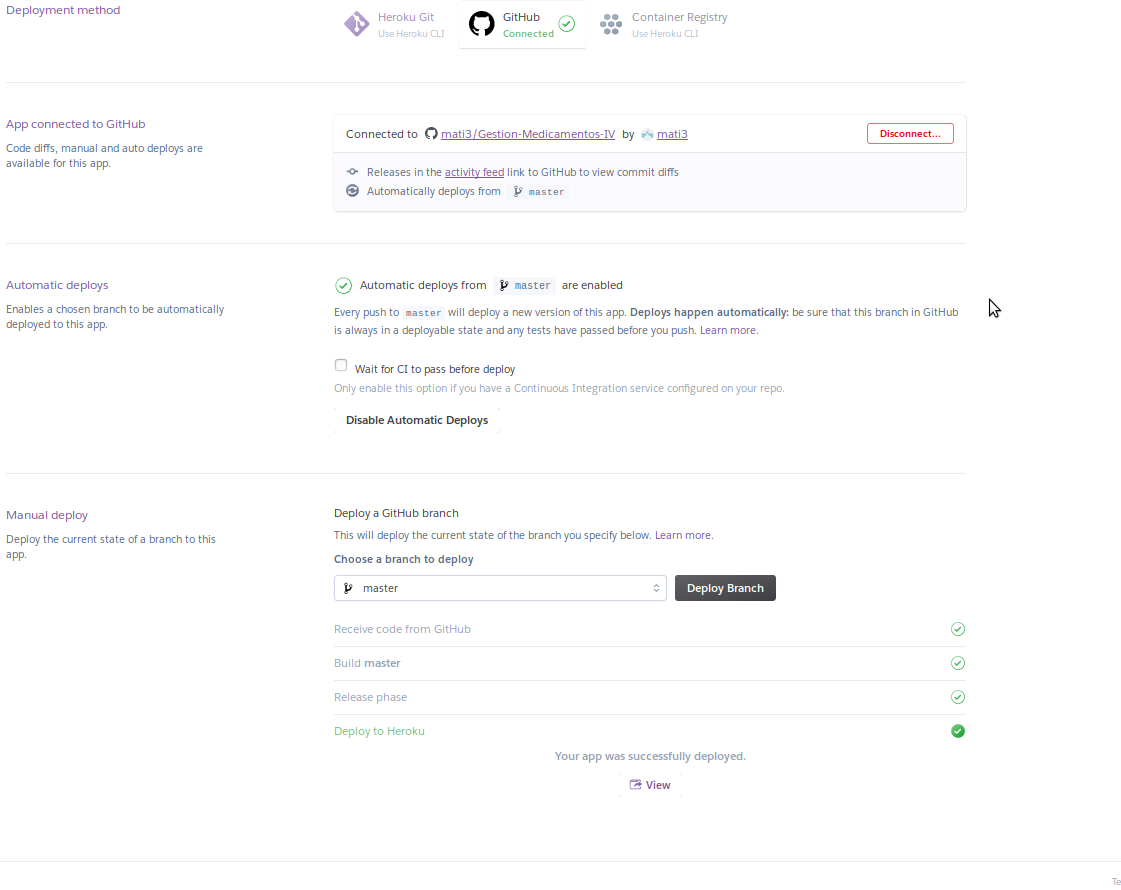 Deployment method
Heroku Git
Use Heroku CLI
GitHub
Connected
Container Registry
Use Heroku CLI
App connected to GitHub
Code diffs, manual and auto deploys are
available for this app.
Connected to mati3/Gestion-Medicamentos-IV by mati3
Disconnect...
Releases in the activity feed link to GitHub to view commit diffs
Automatically deploys from master
Automatic deploys
Enables a chosen branch to be automatically
deployed to this app.
Automatic deploys from master are enabled
Every push to master will deploy a new version of this app. Deploys happen automatically: be sure that this branch in GitHub
is always in a deployable state and any tests have passed before you push. Learn more.
Wait for CI to pass before deploy
Only enable this option if you have a Continuous Integration service configured on your repo.
Disable Automatic Deploys
Manual deploy
Deploy the current state of a branch to this
app.
Deploy a GitHub branch
This will deploy the current state of the branch you specify below. Learn more.
Choose a branch to deploy
master
Deploy Branch
Receive code from GitHub
Build master
Release phase
Deploy to Heroku
Your app was successfully deployed.
View
Te